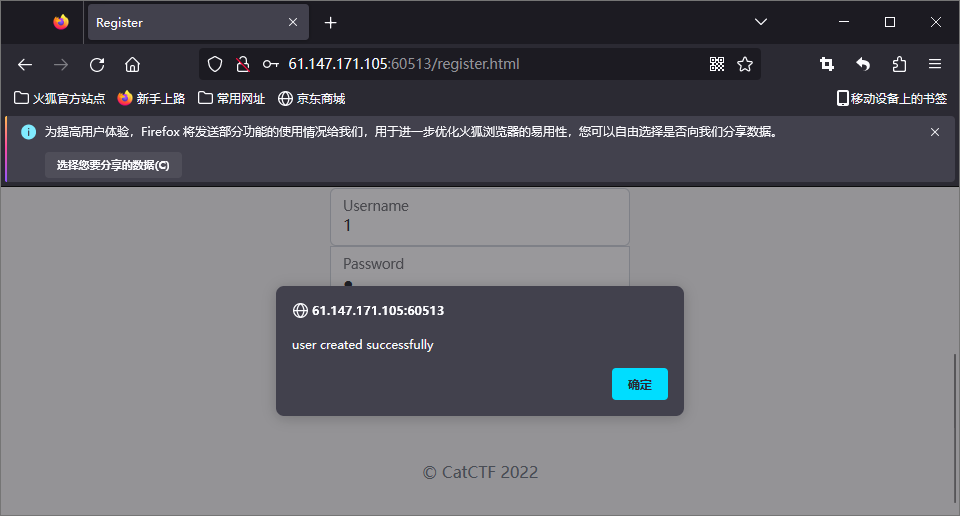 Register
61.147.171.105:60513/register.html
火狐官方站点 新手上路 常用网址 京东商城 移动设备上的书签
为提高用户体验，Firefox 将发送部分功能的使用情况给我们，用于进一步优化火狐浏览器的易用性，您可以自由选择是否向我们分享数据。
选择您要分享的数据(C)
Username
1
Password
61.147.171.105:60513
user created successfully
确定
© CatCTF 2022